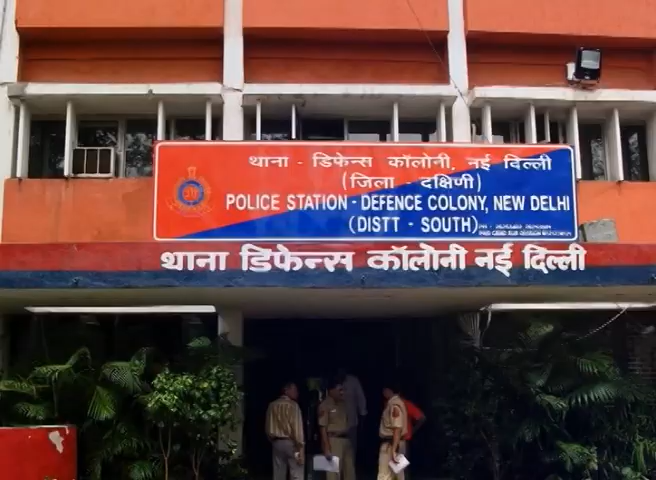 थाना - डिफेन्स कॉलोनी, नई दिल्ली
(जिला - दक्षिणी)
POLICE STATION - DEFENCE COLONY, NEW DELHI
(DISTT - SOUTH)
थाना डिफेन्स कॉलोनी नई दिल्ली